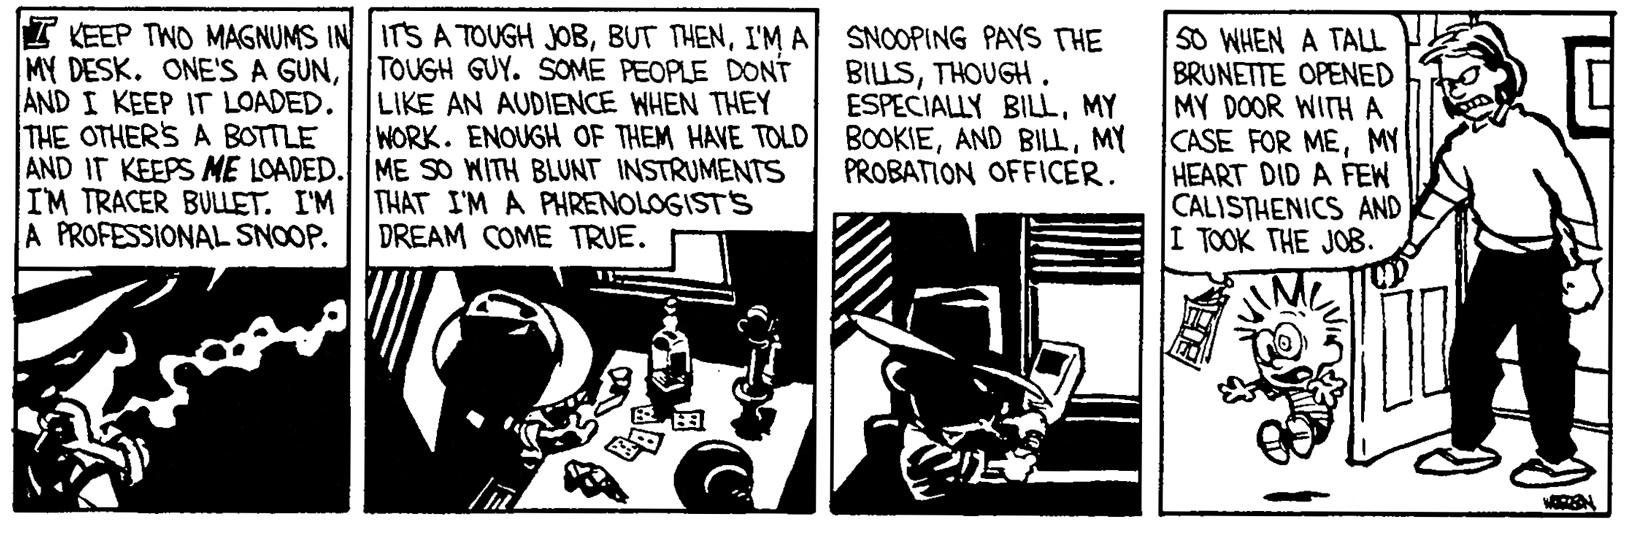 I KEEP TWO MAGNUMS IN
MY DESK. ONE'S A GUN,
AND I KEEP IT LOADED.
THE OTHER'S A BOTTLE
AND IT KEEPS ME LOADED.
I'M TRACER BULLET. I'M
A PROFESSIONAL SNOOP.
IT'S A TOUGH JOB, BUT THEN, I'M A
TOUGH GUY. SOME PEOPLE DON'T
LIKE AN AUDIENCE WHEN THEY
WORK. ENOUGH OF THEM HAVE TOLD
ME SO WITH BLUNT INSTRUMENTS
THAT I'M A PHRENOLOGIST'S
DREAM COME TRUE.
SNOOPING PAYS THE
BILLS, THOUGH.
ESPECIALLY BILL, MY
BOOKIE, AND BILL, MY
PROBATION OFFICER.
SO WHEN A TALL
BRUNETTE OPENED
MY DOOR WITH A
CASE FOR ME, MY
HEART DID A FEW
CALISTHENICS AND
I TOOK THE JOB.